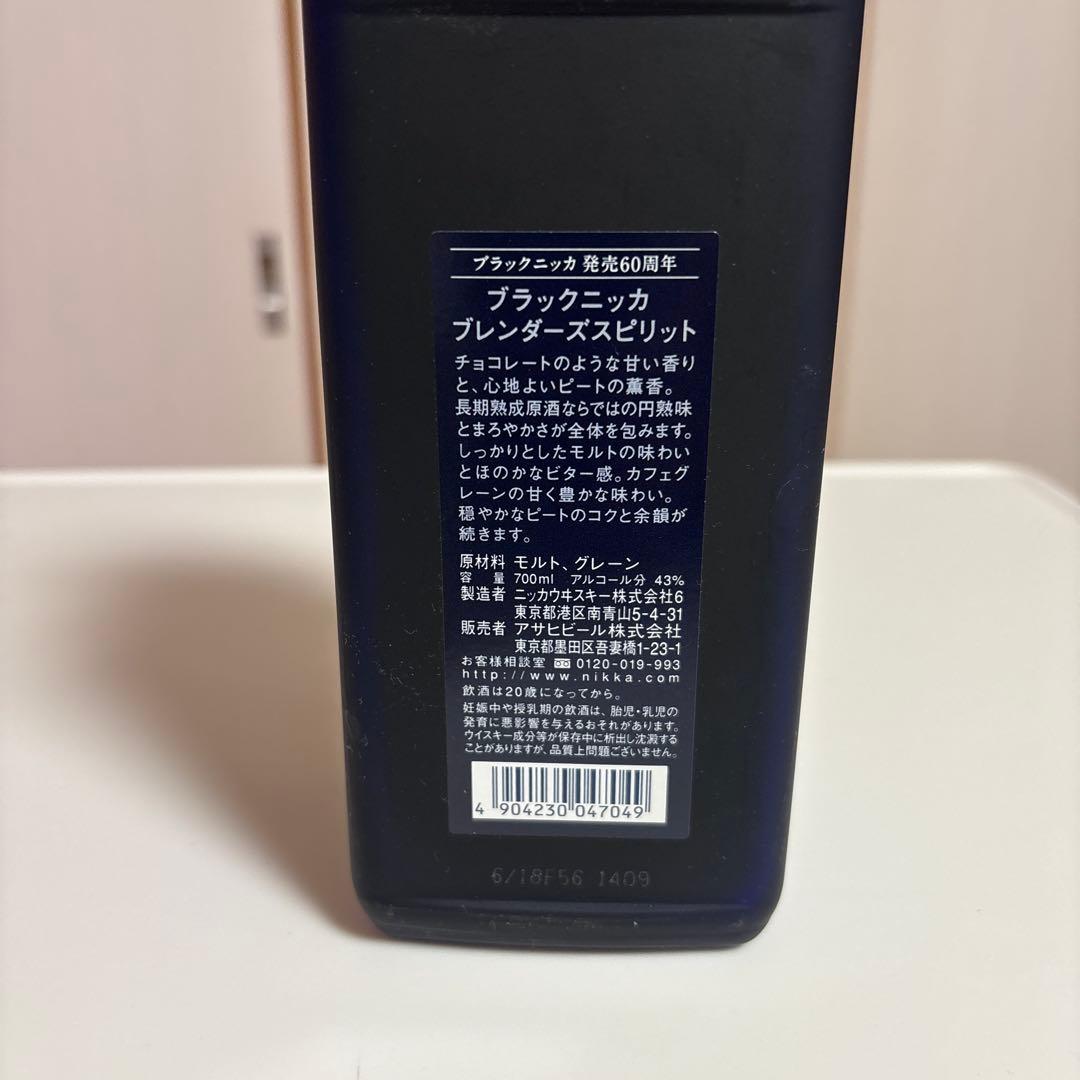 ブラックニッカ 発売60周年
ブラックニッカ
ブレンダーズスピリット
チョコレートのような甘い香り
と、心地よいピートの薫香。
長期熟成原酒ならではの円熟味
とまろやかさが全体を包みます。
しっかりとしたモルトの味わい
とほのかなビター感。カフェグ
レーンの甘く豊かな味わい。
穏やかなピートのコクと余韻が
続きます。
原材料 モルト、グレーン
容量 700ml アルコール分 43%
製造者 ニッカウヰスキー株式会社6
東京都港区南青山5-4-31
販売者 アサヒビール株式会社
東京都墨田区吾妻橋1-23-1
お客様相談室 0120-019-993
http://www.nikka.com
飲酒は20歳になってから。
妊娠中や授乳期の飲酒は、胎児・乳児の
発育に悪影響を与えるおそれがあります。
ウイスキー成分等が保存中に析出し沈澱する
ことがありますが、品質上問題ございません。
4 904230 047049
6/18F56 1409